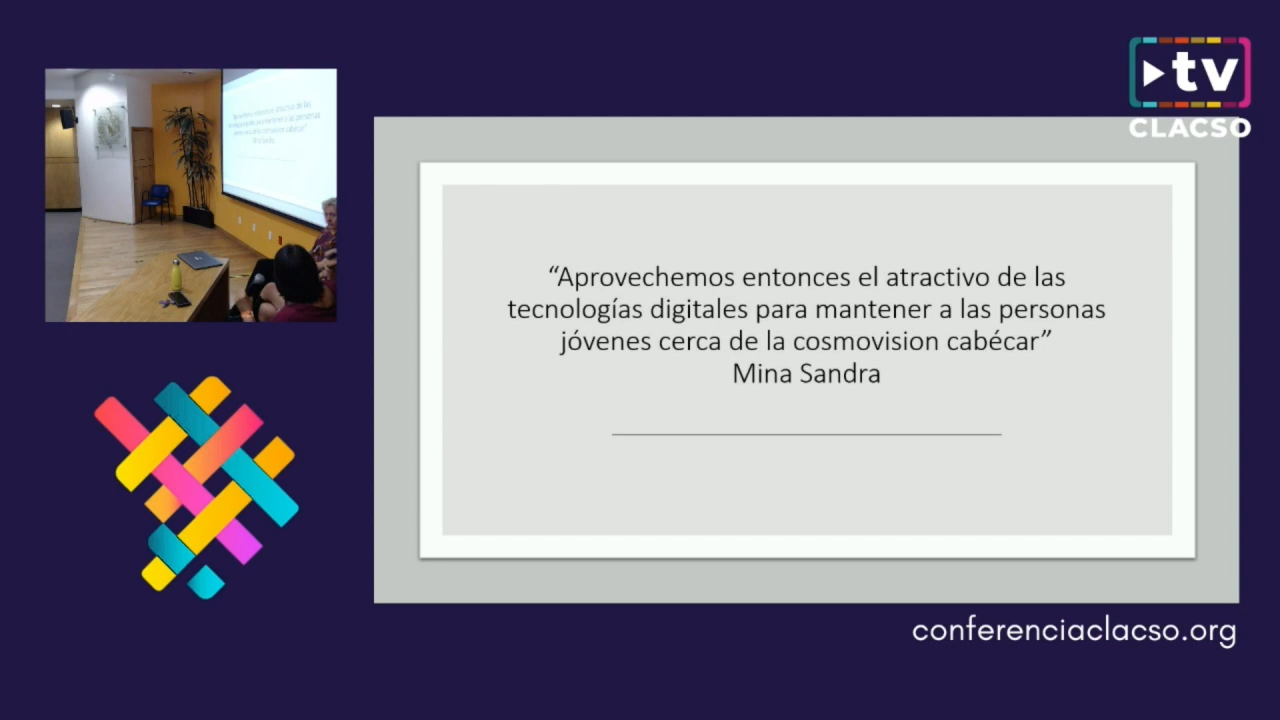 tv
CLACSO
“Aprovechemos entonces el atractivo de las
tecnologías digitales para mantener a las personas
jóvenes cerca de la cosmovision cabécar”
Mina Sandra
conferenciaclacso.org